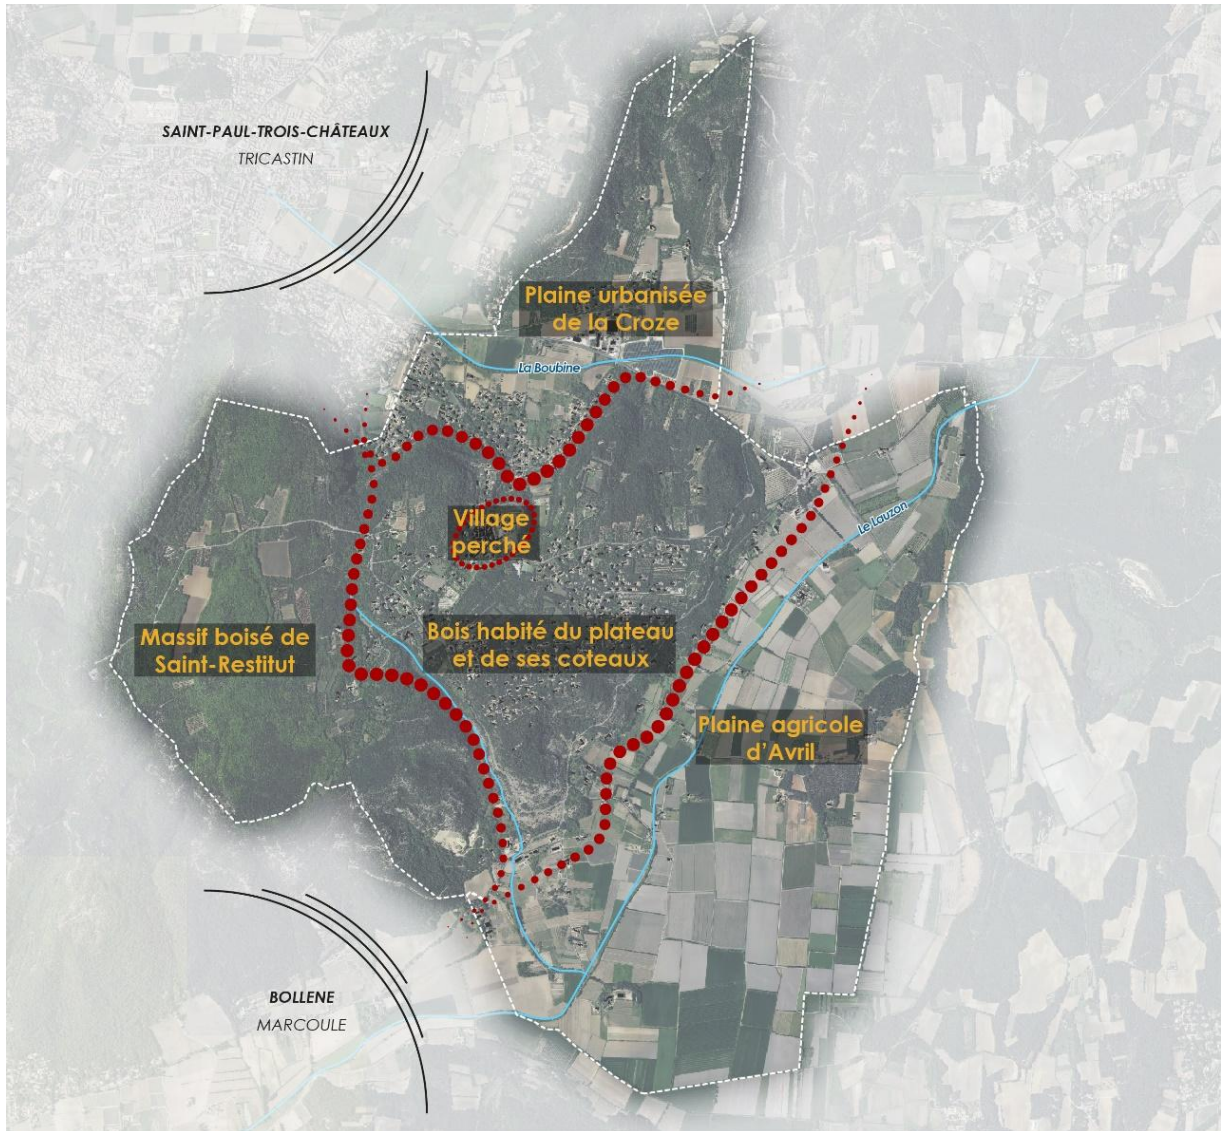 SAINT-PAUL-TROIS-CHÂTEAUX
TRICASTIN
Plaine urbanisée
de la Croze
La Boubine
Le Lauzon
Village
perché
Massif boisé de
Saint-Restitut
Bois habité du plateau
et de ses coteaux
Plaine agricole
d'Avril
BOLLENE
MARCOULE